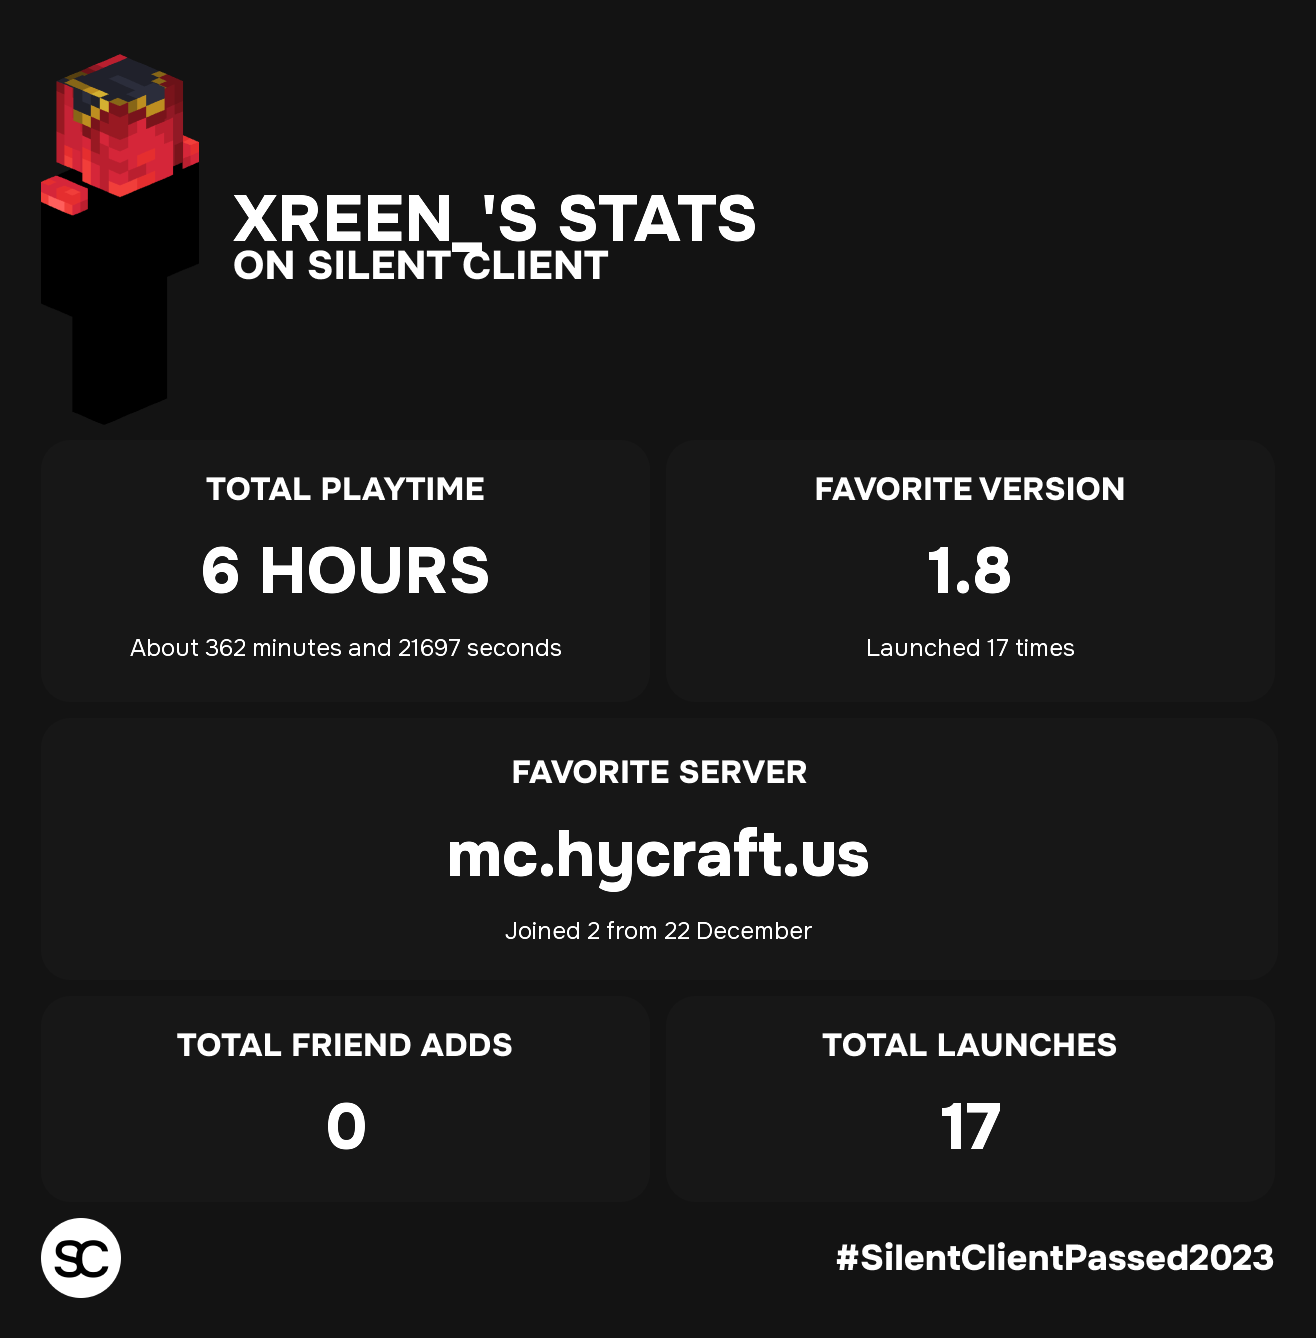 XREEN_'S STATS
ON SILENT CLIENT
TOTAL PLAYTIME
6 HOURS
About 362 minutes and 21697 seconds
FAVORITE VERSION
1.8
Launched 17 times
FAVORITE SERVER
mc.hycraft.us
Joined 2 from 22 December
TOTAL FRIEND ADDS
0
TOTAL LAUNCHES
17
SC
#SilentClientPassed2023